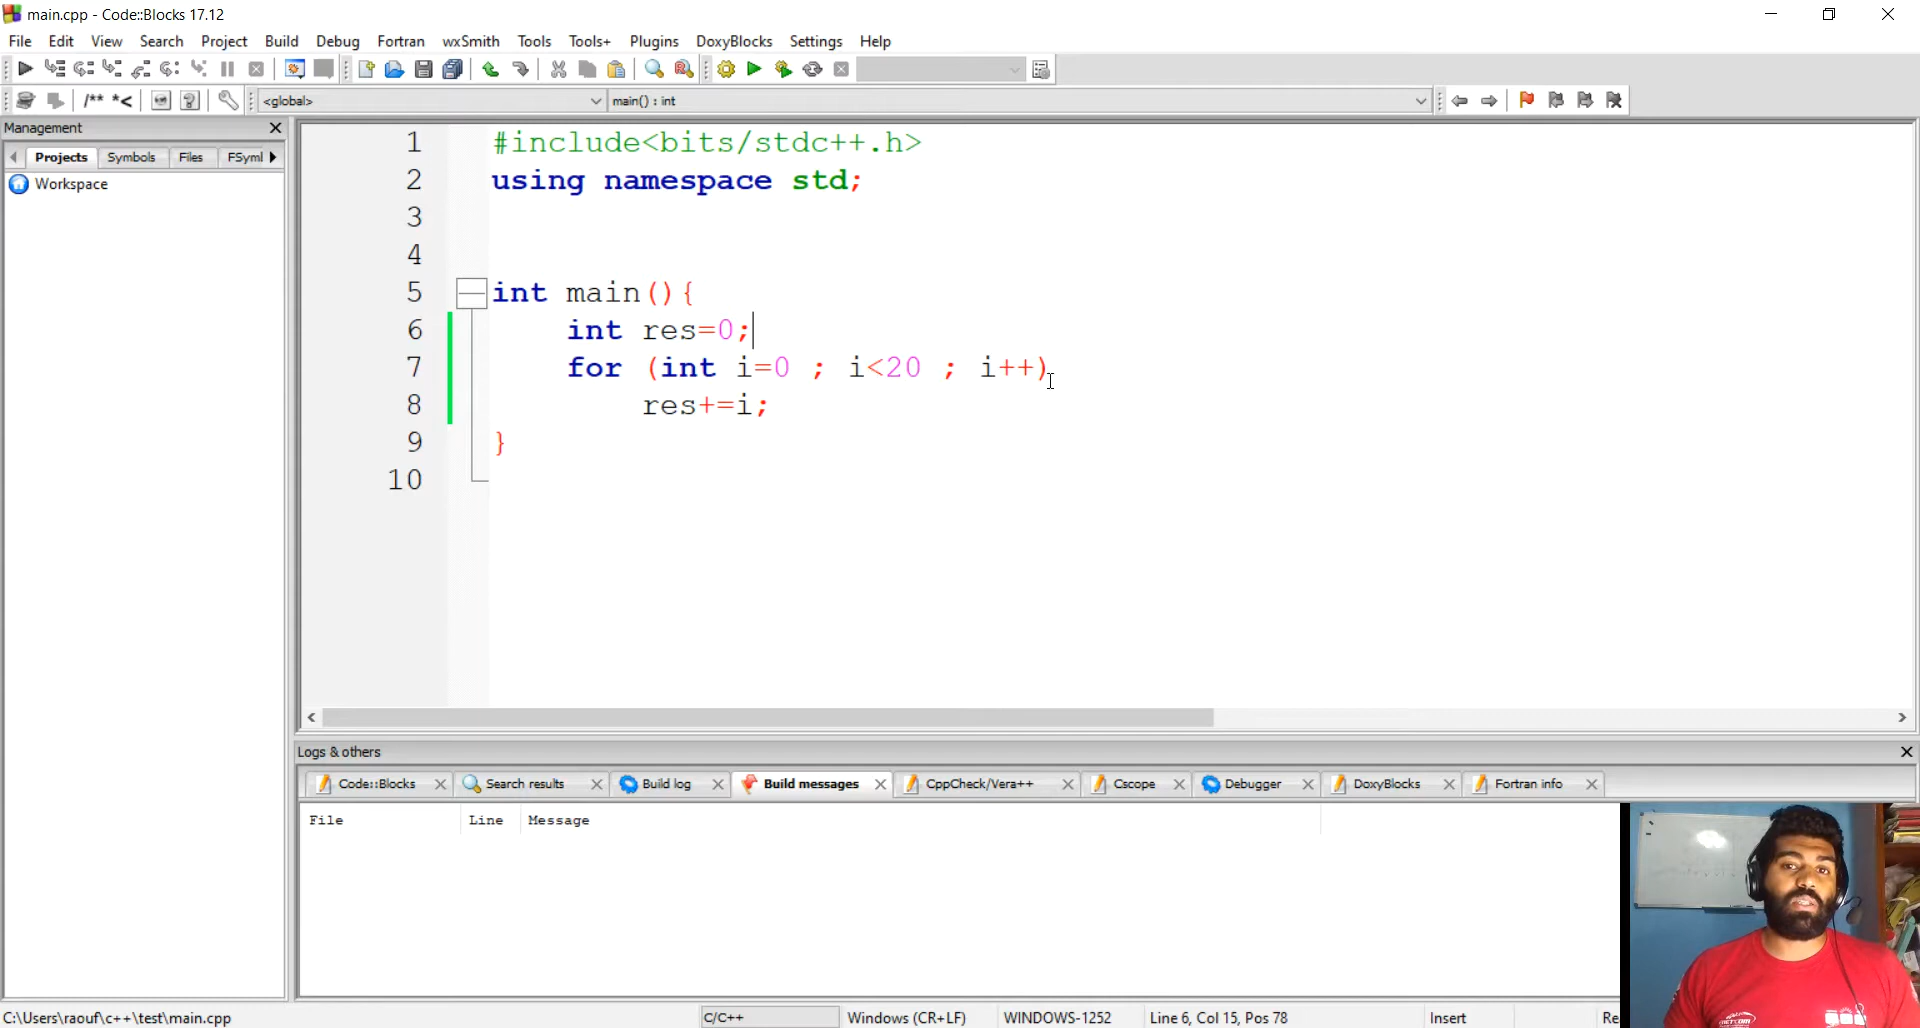 main.cpp - Code::Blocks 17.12
File Edit View Search Project Build Debug Fortran wxSmith Tools Tools+ Plugins DoxyBlocks Settings Help
/** *<
<global>
main() : int
Management
Projects Symbols Files FSyml
Workspace
1 #include<bits/stdc++.h>
2 using namespace std;
3
4
5 int main(){
6 int res=0;
7 for (int i=0 ; i<20 ; i++)
8 res+=i;
9 }
10
Logs & others
Code::Blocks Search results Build log Build messages CppCheck/Vera++ Cscope Debugger DoxyBlocks Fortran info
File Line Message
C:\Users\raouf\c++\test\main.cpp C/C++ Windows (CR+LF) WINDOWS-1252 Line 6, Col 15, Pos 78 Insert Re